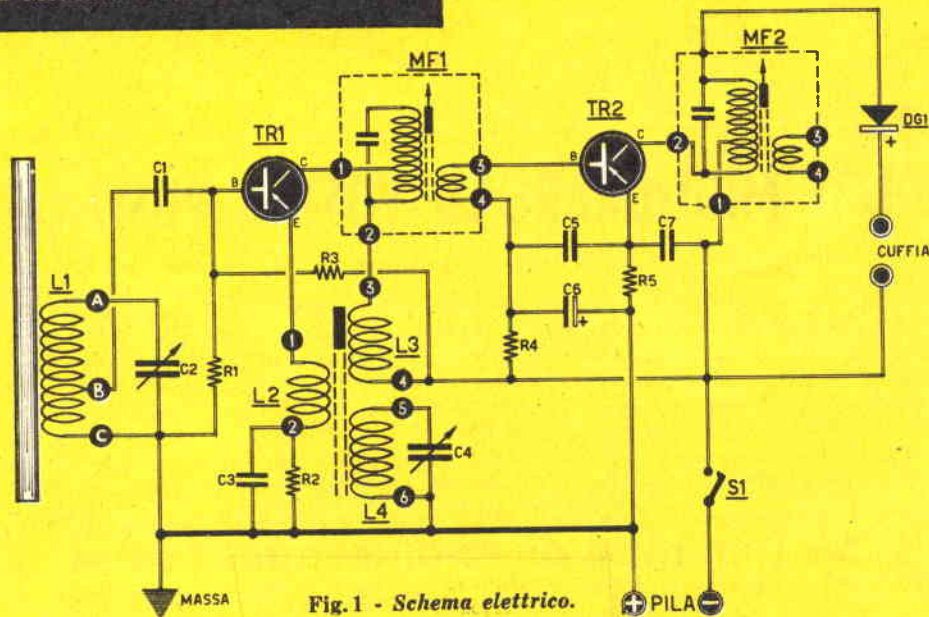 MF1
MF2
TR1
TR2
DG1
+
C1
B
C
E
1
2
3
4
B
C
E
2
1
3
4
C5
C7
CUFFIA
R3
C6
+
R5
L1
A
B
C
C2
R1
3
L3
4
R4
1
L2
2
5
C4
6
L4
C3
R2
S1
MASSA
Fig. 1 - Schema elettrico.
+ PILA -